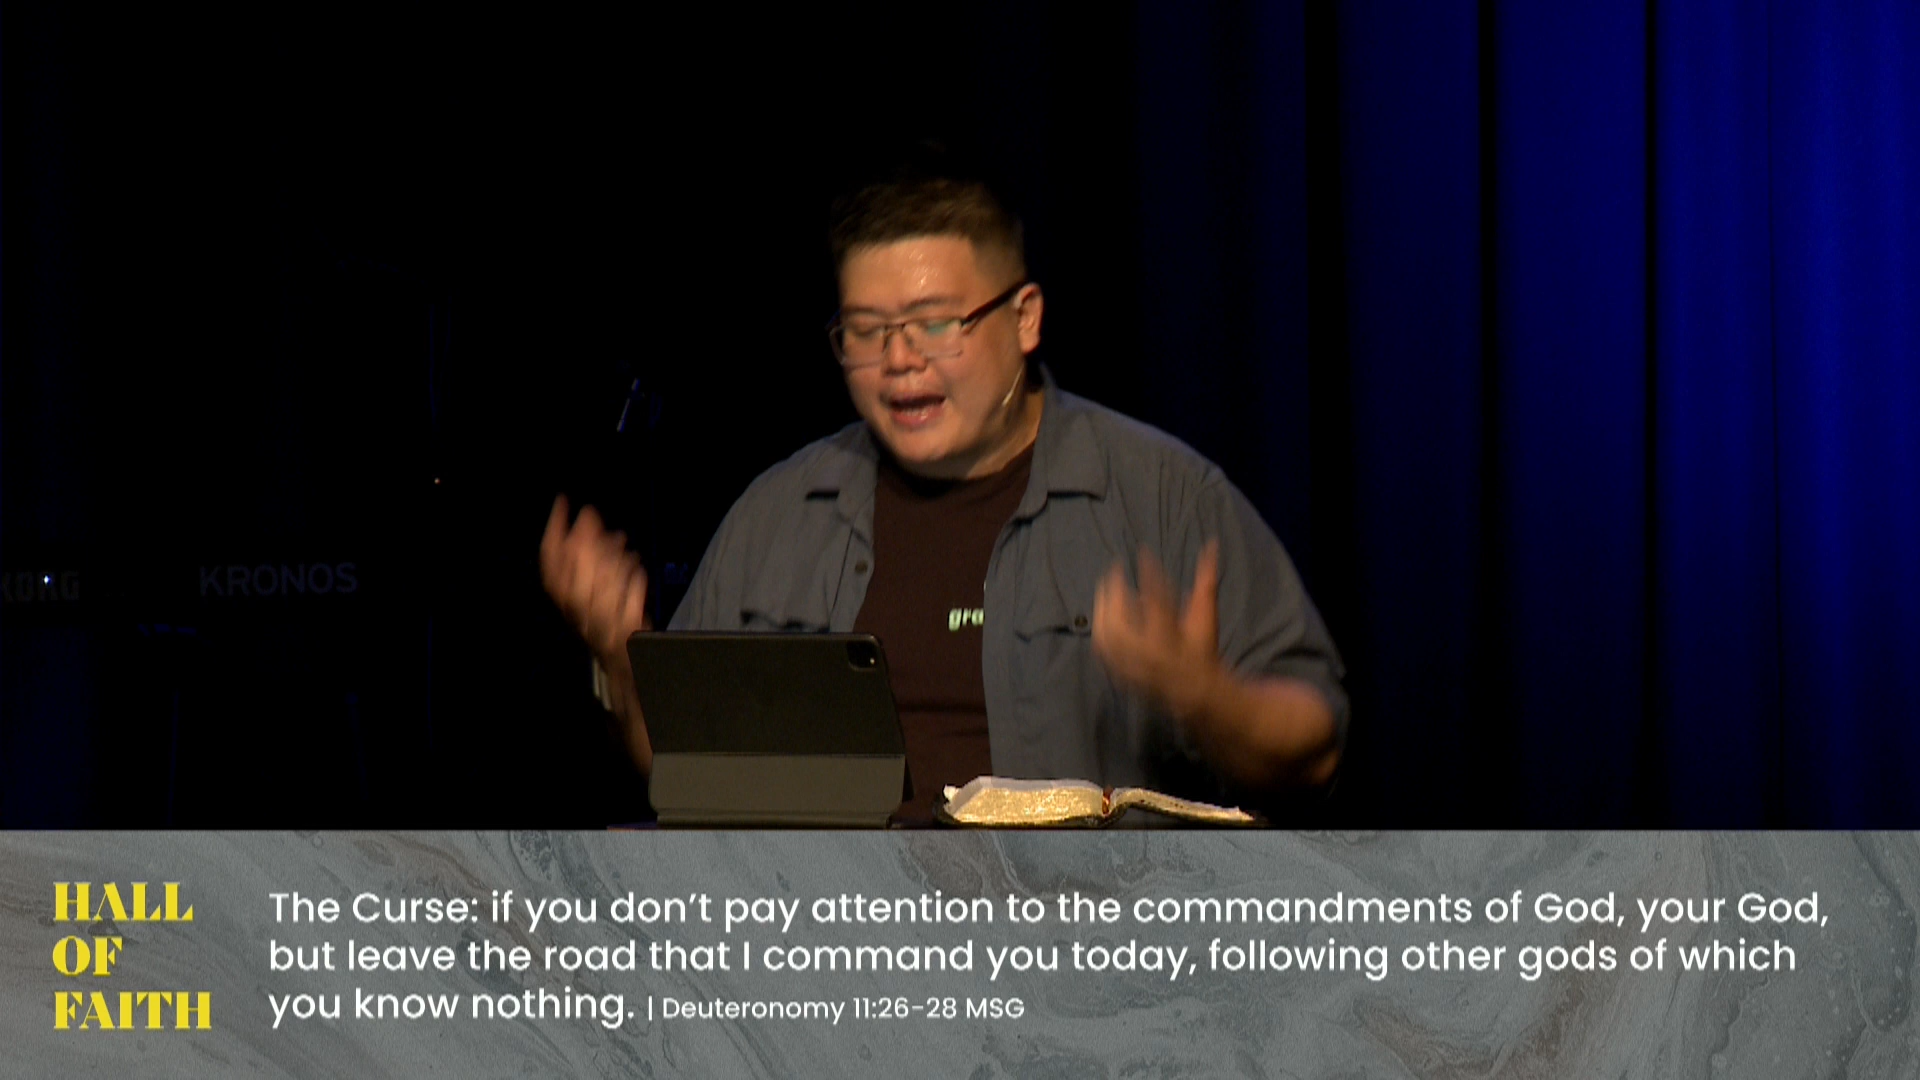 KORG
KRONOS
gra
HALL
OF
FAITH
The Curse: if you don’t pay attention to the commandments of God, your God,
but leave the road that I command you today, following other gods of which
you know nothing. | Deuteronomy 11:26-28 MSG